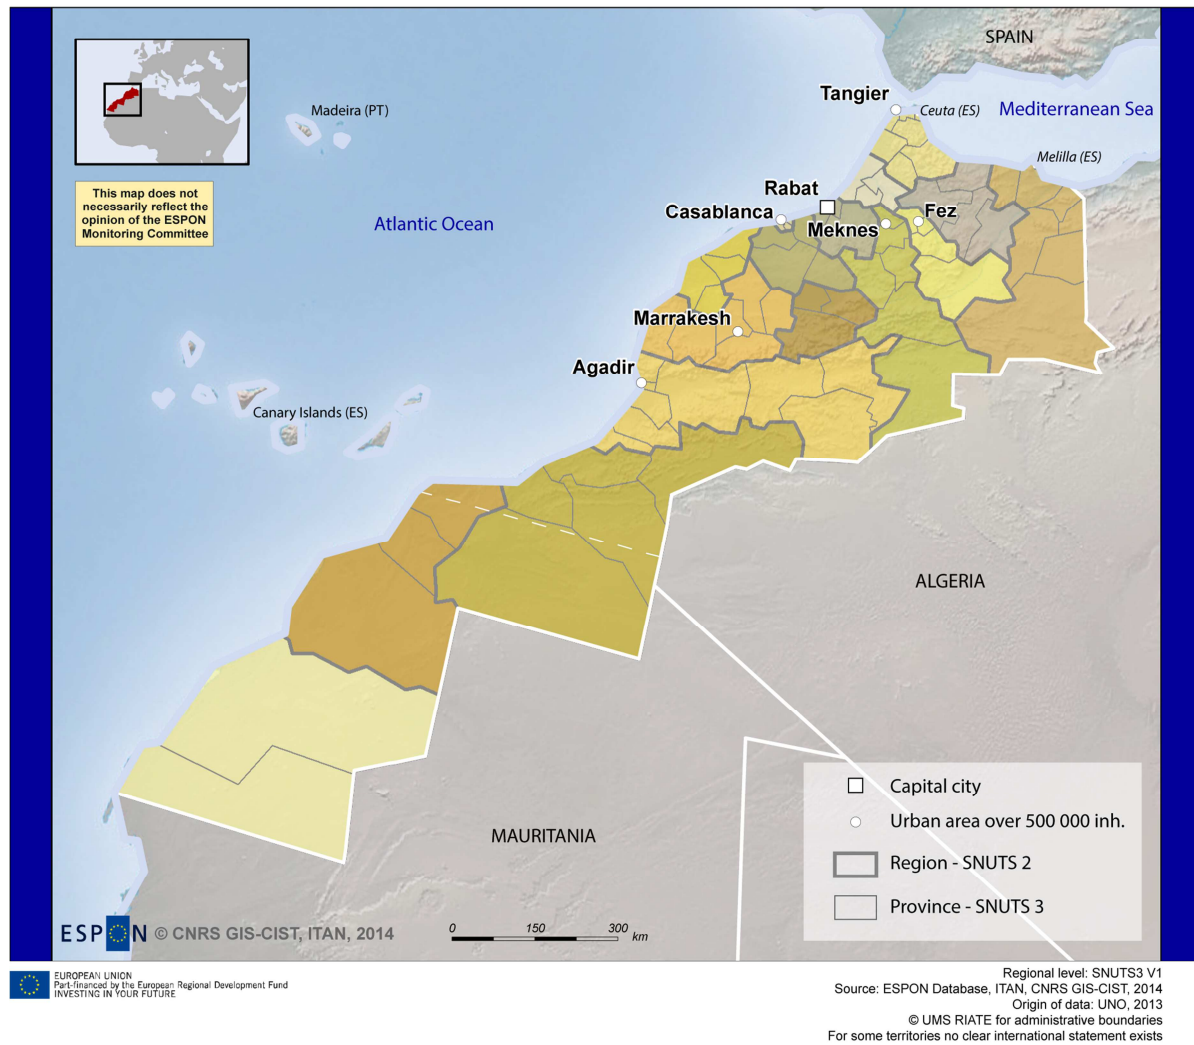 SPAIN
Tangier
Ceuta (ES)
Mediterranean Sea
Madeira (PT)
Melilla (ES)
This map does not
necessarily reflect the
opinion of the ESPON
Monitoring Committee
Rabat
Casablanca
Fez
Atlantic Ocean
Meknes
Marrakesh
Agadir
Canary Islands (ES)
ALGERIA
MAURITANIA
Capital city
Urban area over 500 000 inh.
Region - SNUTS 2
Province - SNUTS 3
ESPON © CNRS GIS-CIST, ITAN, 2014
0 150 300 km
EUROPEAN UNION
Part-financed by the European Regional Development Fund
INVESTING IN YOUR FUTURE
Regional level: SNUTS3 V1
Source: ESPON Database, ITAN, CNRS GIS-CIST, 2014
Origin of data: UNO, 2013
© UMS RIATE for administrative boundaries
For some territories no clear international statement exists